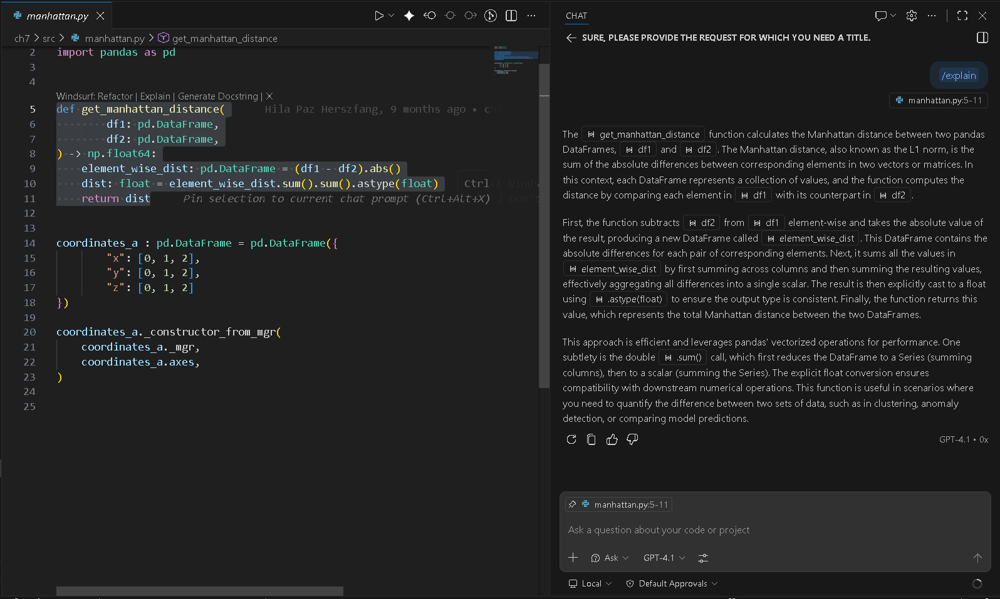 manhattan.py
ch7 > src > manhattan.py > get_manhattan_distance
2 import pandas as pd
3
4
Windsurf: Refactor | Explain | Generate Docstring | X
5 def get_manhattan_distance( Hila Paz Herszfang, 9 months ago • c
6 df1: pd.DataFrame,
7 df2: pd.DataFrame,
8 ) -> np.float64:
9 element_wise_dist: pd.DataFrame = (df1 - df2).abs()
10 dist: float = element_wise_dist.sum().sum().astype(float) Ctrl+I Winds
11 return dist Pin selection to current chat prompt (Ctrl+Alt+X) | Don'
12
13
14 coordinates_a : pd.DataFrame = pd.DataFrame({
15 "x": [0, 1, 2],
16 "y": [0, 1, 2],
17 "z": [0, 1, 2]
18 })
19
20 coordinates_a._constructor_from_mgr(
21 coordinates_a._mgr,
22 coordinates_a.axes,
23 )
24
25
CHAT
SURE, PLEASE PROVIDE THE REQUEST FOR WHICH YOU NEED A TITLE.
/explain
manhattan.py:5-11
The get_manhattan_distance function calculates the Manhattan distance between two pandas
DataFrames, df1 and df2. The Manhattan distance, also known as the L1 norm, is the
sum of the absolute differences between corresponding elements in two vectors or matrices. In
this context, each DataFrame represents a collection of values, and the function computes the
distance by comparing each element in df1 with its counterpart in df2.
First, the function subtracts df2 from df1 element-wise and takes the absolute value of
the result, producing a new DataFrame called element_wise_dist. This DataFrame contains the
absolute differences for each pair of corresponding elements. Next, it sums all the values in
element_wise_dist by first summing across columns and then summing the resulting values,
effectively aggregating all differences into a single scalar. The result is then explicitly cast to a float
using .astype(float) to ensure the output type is consistent. Finally, the function returns this
value, which represents the total Manhattan distance between the two DataFrames.
This approach is efficient and leverages pandas' vectorized operations for performance. One
subtlety is the double .sum() call, which first reduces the DataFrame to a Series (summing
columns), then to a scalar (summing the Series). The explicit float conversion ensures
compatibility with downstream numerical operations. This function is useful in scenarios where
you need to quantify the difference between two sets of data, such as in clustering, anomaly
detection, or comparing model predictions.
GPT-4.1 • 0x
manhattan.py:5-11
Ask a question about your code or project
Ask GPT-4.1
Local Default Approvals